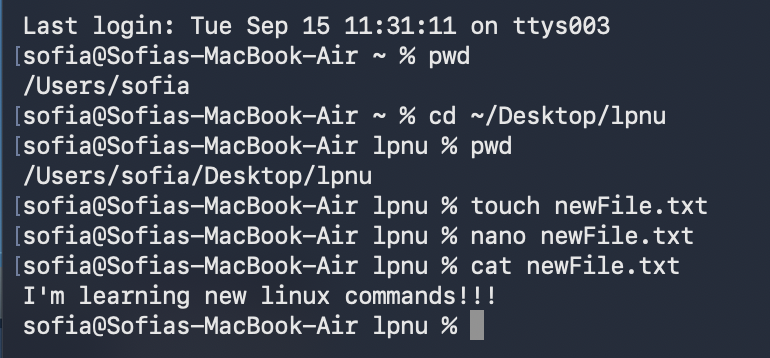 Last login: Tue Sep 15 11:31:11 on ttys003
[sofia@Sofias-MacBook-Air ~ % pwd
/Users/sofia
[sofia@Sofias-MacBook-Air ~ % cd ~/Desktop/lpnu
[sofia@Sofias-MacBook-Air lpnu % pwd
/Users/sofia/Desktop/lpnu
[sofia@Sofias-MacBook-Air lpnu % touch newFile.txt
[sofia@Sofias-MacBook-Air lpnu % nano newFile.txt
[sofia@Sofias-MacBook-Air lpnu % cat newFile.txt
I'm learning new linux commands!!!
sofia@Sofias-MacBook-Air lpnu %